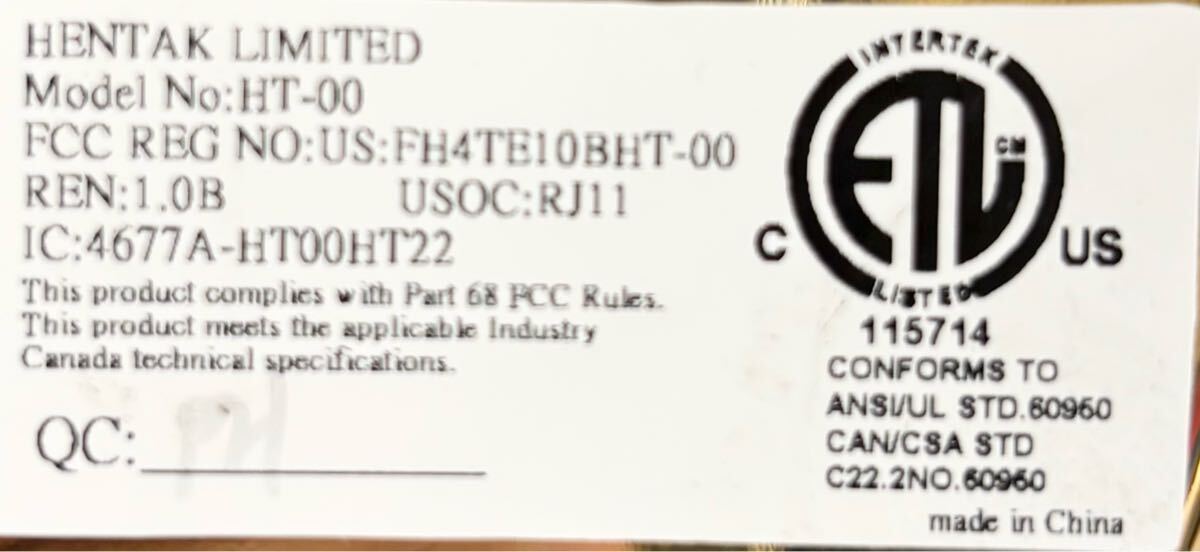 HENTAK LIMITED
Model No:HT-00
FCC REG NO:US:FH4TE10BHT-00
REN:1.0B USOC:RJ11
IC:4677A-HT00HT22
This product complies with Part 68 FCC Rules.
This product meets the applicable Industry
Canada technical specifications.
QC:
INTERTEK
ETL CM
C US
LISTED
115714
CONFORMS TO
ANSI/UL STD.60950
CAN/CSA STD
C22.2NO.60950
made in China